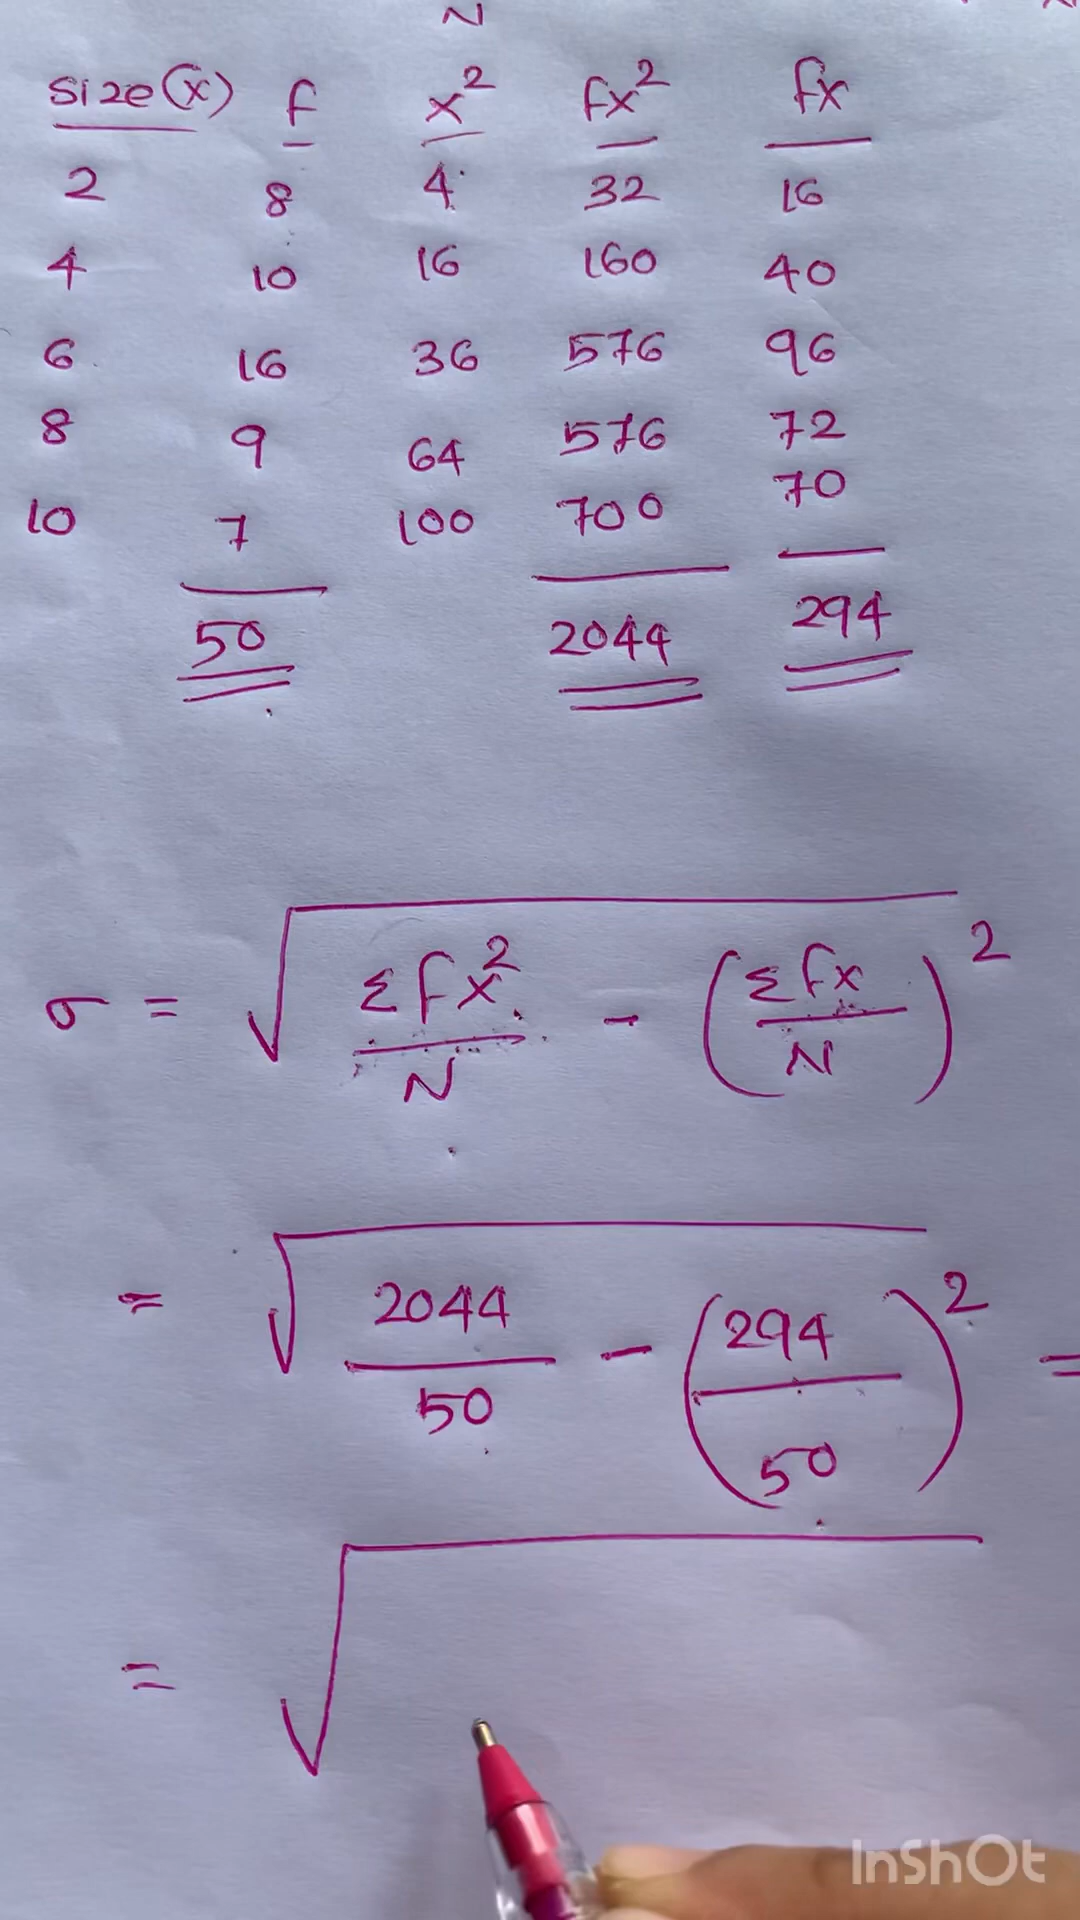 N
size(x) f x² fx² fx
2 8 4 32 16
4 10 16 160 40
6 16 36 576 96
8 9 64 576 72
10 7 100 700 70
50 2044 294
σ = √ Σfx²/N - (Σfx/N)²
= √ 2044/50 - (294/50)² =
= √
InShOt